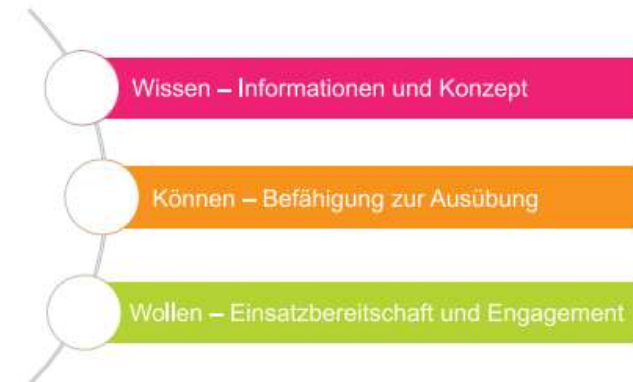 Wissen – Informationen und Konzept
Können – Befähigung zur Ausübung
Wollen – Einsatzbereitschaft und Engagement